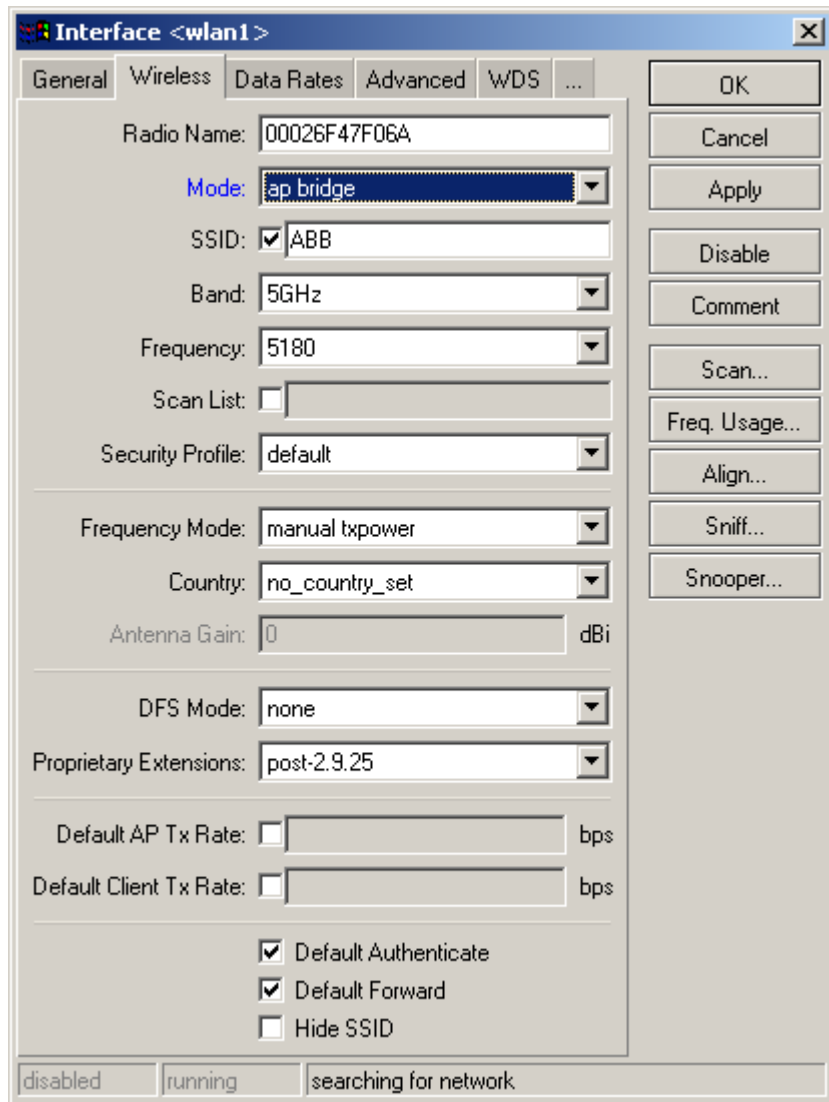 Interface <wlan1>
General Wireless Data Rates Advanced WDS ...
Radio Name: 00026F47F06A
Mode: ap bridge
SSID: ABB
Band: 5GHz
Frequency: 5180
Scan List:
Security Profile: default
Frequency Mode: manual txpower
Country: no_country_set
Antenna Gain: 0 dBi
DFS Mode: none
Proprietary Extensions: post-2.9.25
Default AP Tx Rate: bps
Default Client Tx Rate: bps
Default Authenticate
Default Forward
Hide SSID
OK
Cancel
Apply
Disable
Comment
Scan...
Freq. Usage...
Align...
Sniff...
Snooper...
disabled running searching for network